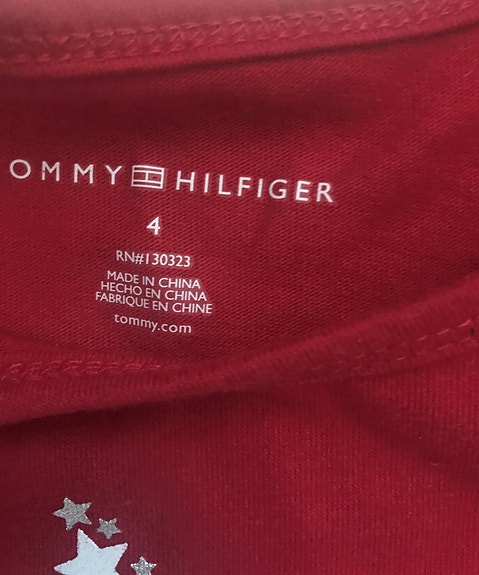 OMMY HILFIGER
4
RN#130323
MADE IN CHINA
HECHO EN CHINA
FABRIQUE EN CHINE
tommy.com